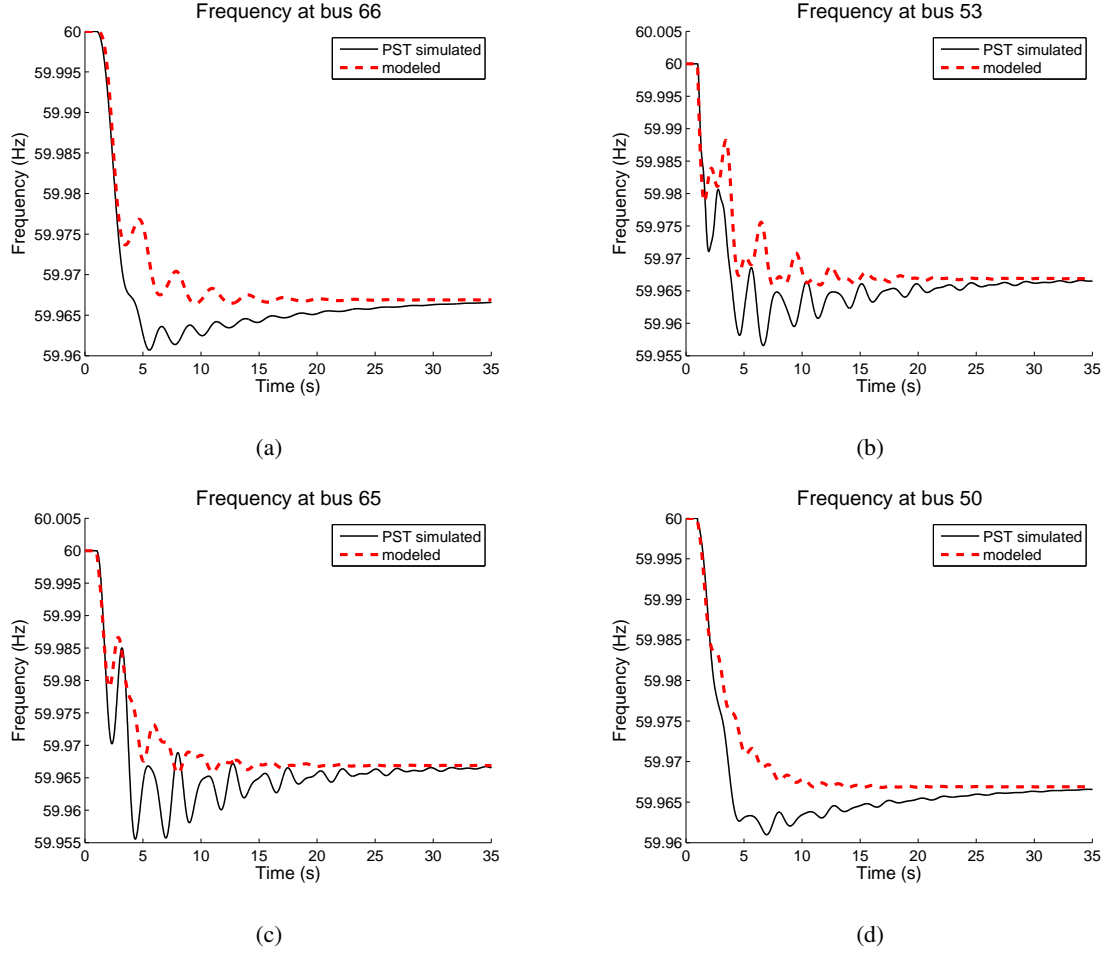 Frequency at bus 66
60
59.995
59.99
59.985
59.98
59.975
59.97
59.965
59.96
Frequency (Hz)
PST simulated
modeled
0 5 10 15 20 25 30 35
Time (s)
(a)
Frequency at bus 53
60.005
60
59.995
59.99
59.985
59.98
59.975
59.97
59.965
59.96
59.955
Frequency (Hz)
PST simulated
modeled
0 5 10 15 20 25 30 35
Time (s)
(b)
Frequency at bus 65
60.005
60
59.995
59.99
59.985
59.98
59.975
59.97
59.965
59.96
59.955
Frequency (Hz)
PST simulated
modeled
0 5 10 15 20 25 30 35
Time (s)
(c)
Frequency at bus 50
60
59.995
59.99
59.985
59.98
59.975
59.97
59.965
59.96
Frequency (Hz)
PST simulated
modeled
0 5 10 15 20 25 30 35
Time (s)
(d)